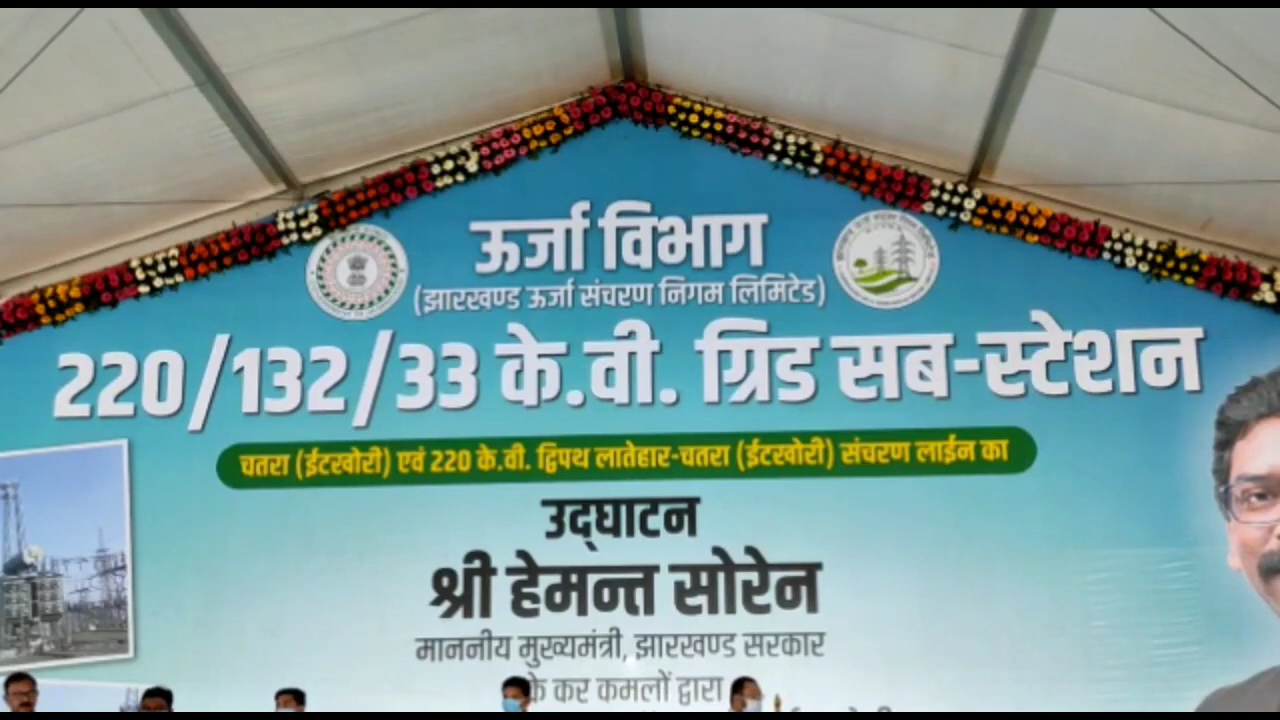 ऊर्जा विभाग
(झारखण्ड ऊर्जा संचरण निगम लिमिटेड)
220/132/33 के.वी. ग्रिड सब-स्टेशन
चतरा (ईटखोरी) एवं 220 के.वी. द्विपथ लातेहार-चतरा (ईटखोरी) संचरण लाईन का
उद्घाटन
श्री हेमन्त सोरेन
माननीय मुख्यमंत्री, झारखण्ड सरकार
के कर कमलों द्वारा